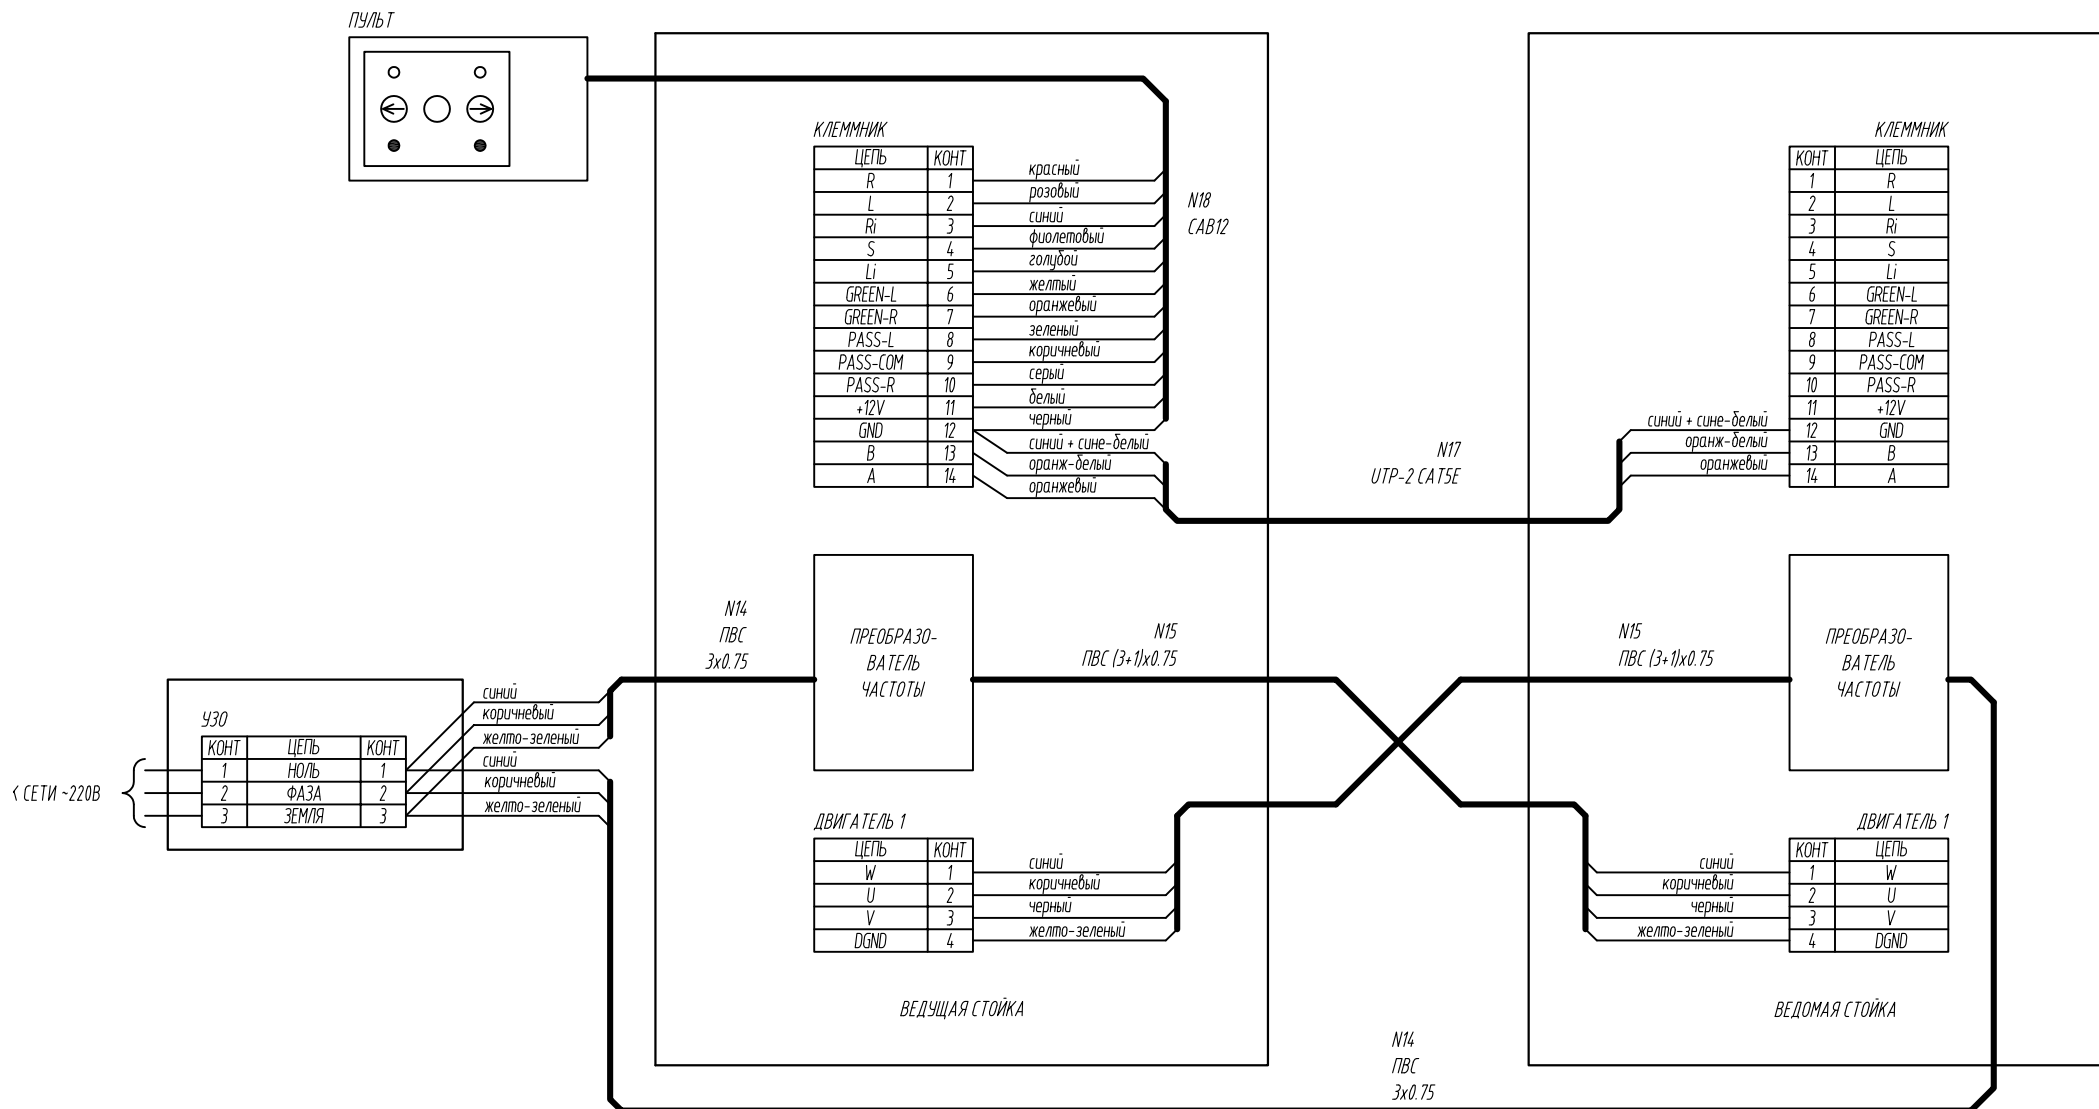 ПУЛЬТ
КЛЕММНИК
ЦЕПЬ КОНТ
R 1 красный
L 2 розовый
Ri 3 синий
S 4 фиолетовый
Li 5 голубой
GREEN-L 6 желтый
GREEN-R 7 оранжевый
PASS-L 8 зеленый
PASS-COM 9 коричневый
PASS-R 10 серый
+12V 11 белый
GND 12 черный
B 13 синий + сине-белый
A 14 оранж-белый
оранжевый
N18
CAB12
КЛЕММНИК
КОНТ ЦЕПЬ
1 R
2 L
3 Ri
4 S
5 Li
6 GREEN-L
7 GREEN-R
8 PASS-L
9 PASS-COM
10 PASS-R
11 +12V
синий + сине-белый 12 GND
оранж-белый 13 B
оранжевый 14 A
N17
UTP-2 CAT5E
N14
ПВС
3х0.75
ПРЕОБРАЗО-
ВАТЕЛЬ
ЧАСТОТЫ
N15
ПВС (3+1)х0.75
N15
ПВС (3+1)х0.75
ПРЕОБРАЗО-
ВАТЕЛЬ
ЧАСТОТЫ
УЗО
КОНТ ЦЕПЬ КОНТ
1 НОЛЬ 1
2 ФАЗА 2
3 ЗЕМЛЯ 3
СЕТИ ~220В
синий
коричневый
желто-зеленый
синий
коричневый
желто-зеленый
ДВИГАТЕЛЬ 1
ЦЕПЬ КОНТ
W 1 синий
U 2 коричневый
V 3 черный
DGND 4 желто-зеленый
ДВИГАТЕЛЬ 1
КОНТ ЦЕПЬ
синий 1 W
коричневый 2 U
черный 3 V
желто-зеленый 4 DGND
ВЕДУЩАЯ СТОЙКА
ВЕДОМАЯ СТОЙКА
N14
ПВС
3х0.75